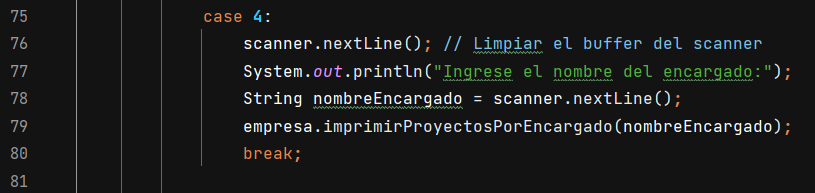 75 case 4:
76 scanner.nextLine(); // Limpiar el buffer del scanner
77 System.out.println("Ingrese el nombre del encargado:");
78 String nombreEncargado = scanner.nextLine();
79 empresa.imprimirProyectosPorEncargado(nombreEncargado);
80 break;
81